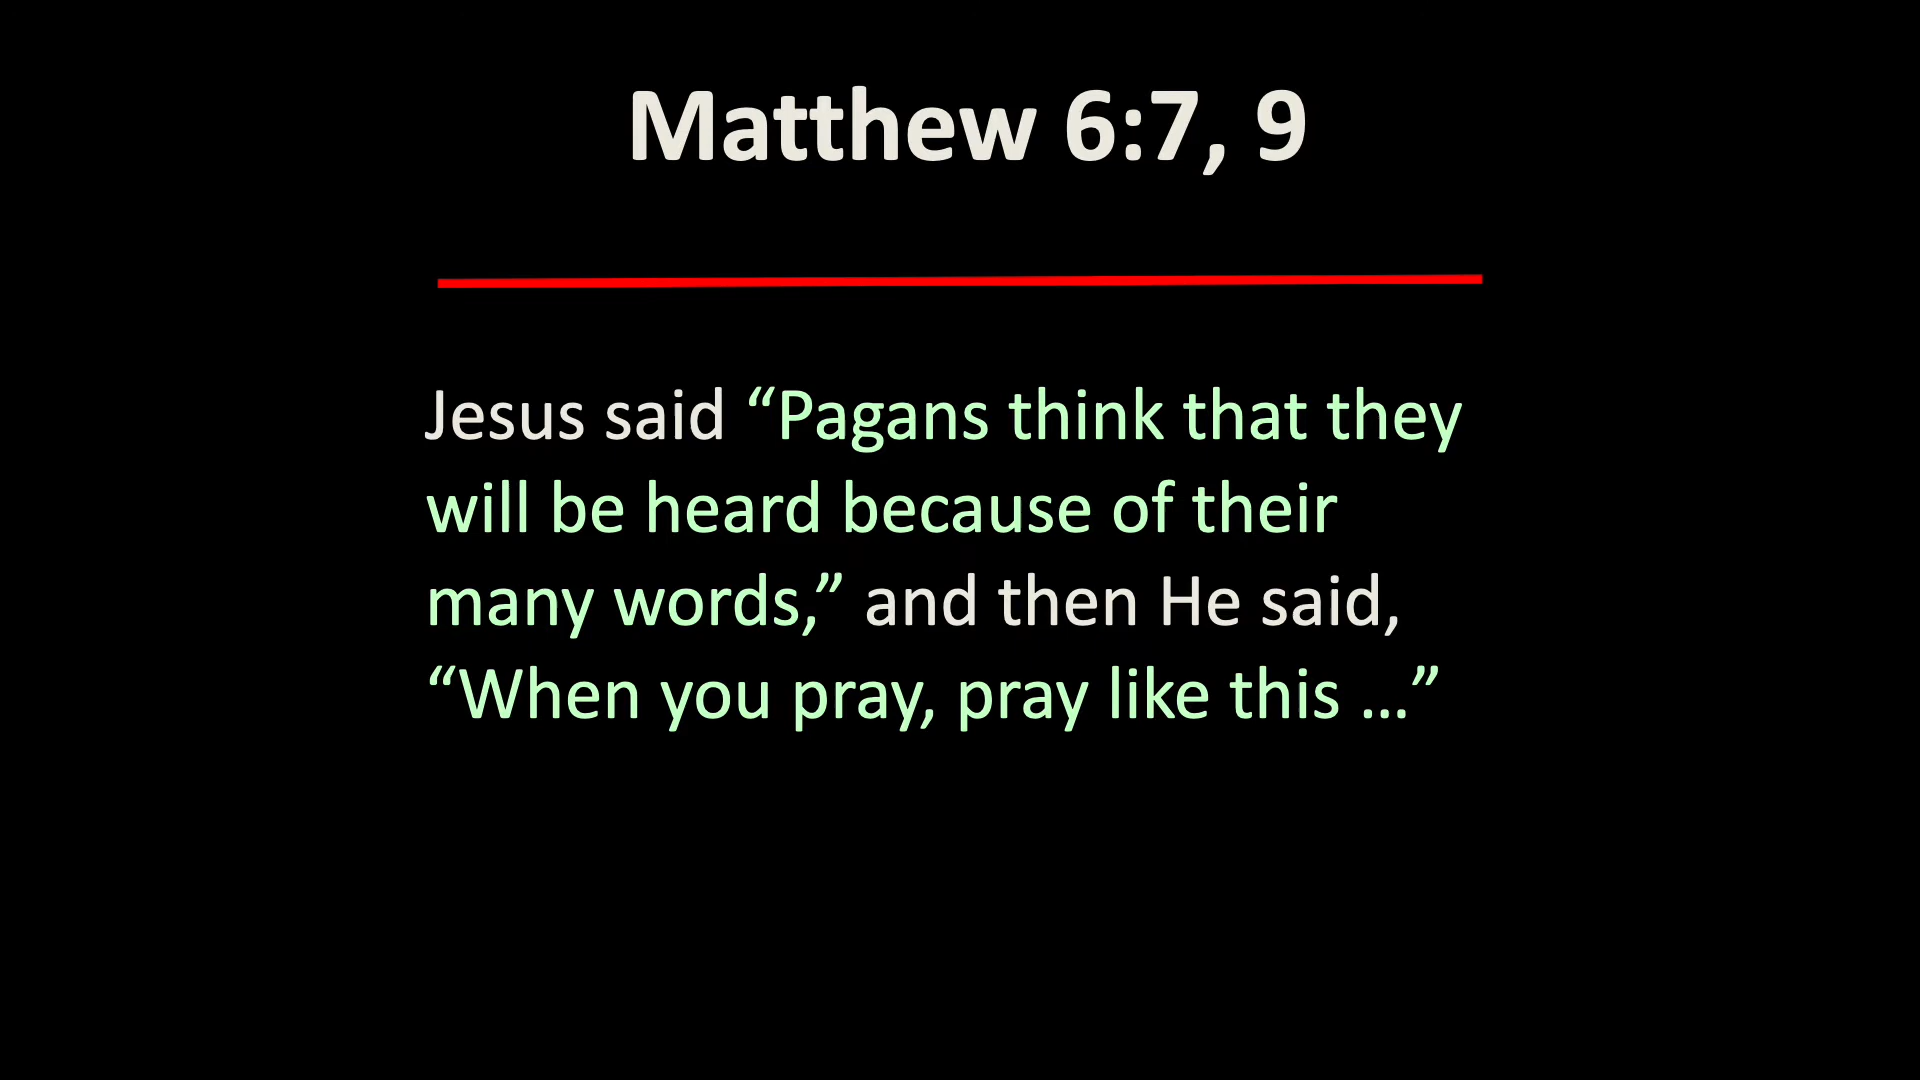 Matthew 6:7, 9
Jesus said “Pagans think that they
will be heard because of their
many words,” and then He said,
“When you pray, pray like this …”